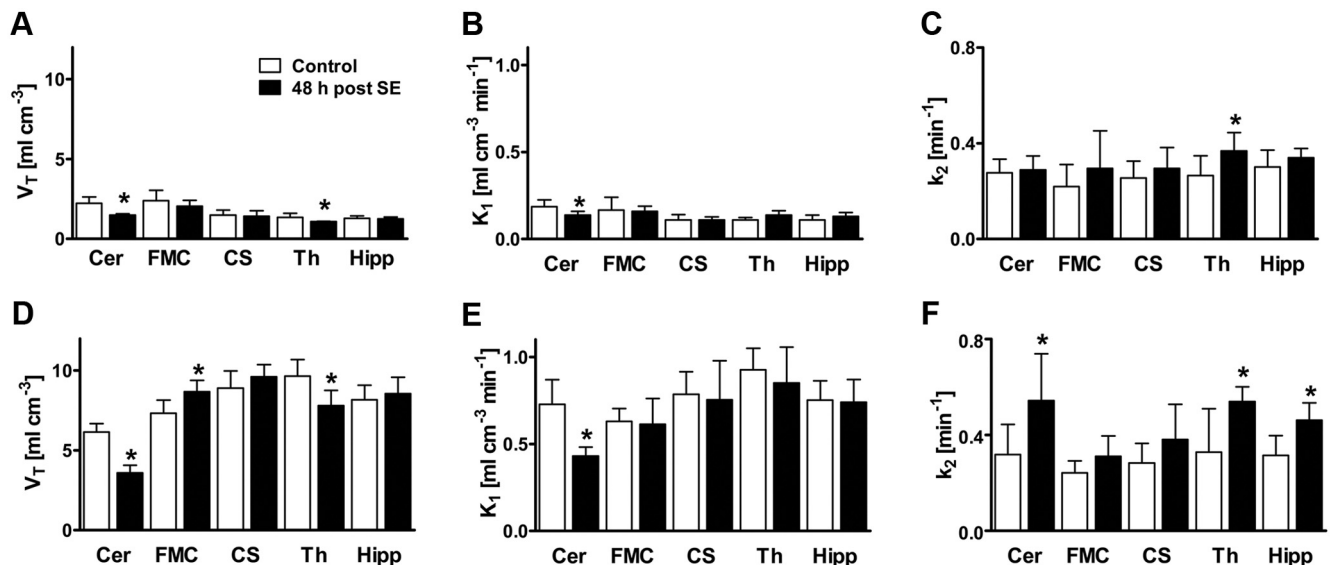 A
V_T [ml cm⁻³]
10
5
0
Control
48 h post SE
*
*
Cer FMC CS Th Hipp
B
K₁ [ml cm⁻³ min⁻¹]
1.0
0.5
0.0
*
Cer FMC CS Th Hipp
C
k₂ [min⁻¹]
0.8
0.4
0.0
*
Cer FMC CS Th Hipp
D
V_T [ml cm⁻³]
10
5
0
*
*
*
Cer FMC CS Th Hipp
E
K₁ [ml cm⁻³ min⁻¹]
1.0
0.5
0.0
*
Cer FMC CS Th Hipp
F
k₂ [min⁻¹]
0.8
0.4
0.0
*
*
*
Cer FMC CS Th Hipp